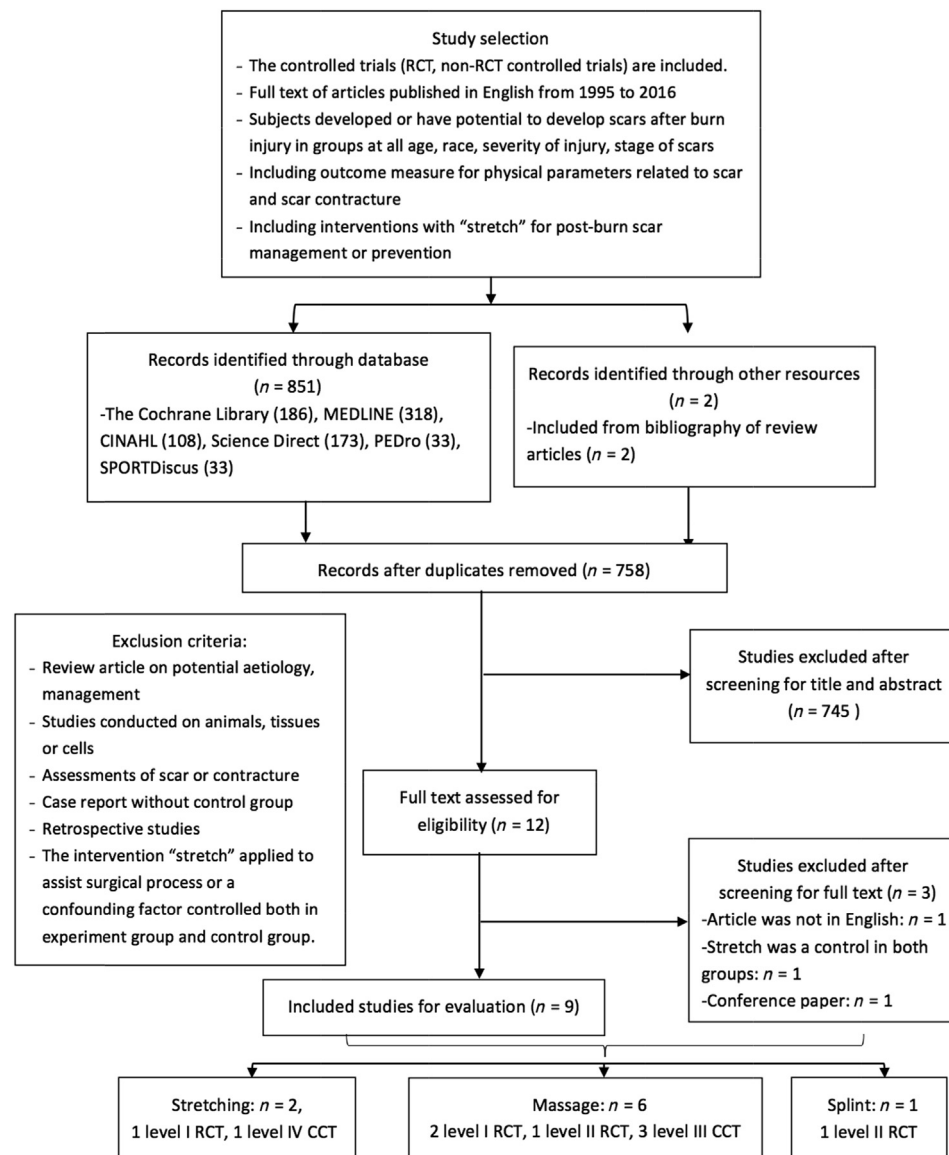 Study selection
- The controlled trials (RCT, non-RCT controlled trials) are included.
- Full text of articles published in English from 1995 to 2016
- Subjects developed or have potential to develop scars after burn
injury in groups at all age, race, severity of injury, stage of scars
- Including outcome measure for physical parameters related to scar
and scar contracture
- Including interventions with “stretch” for post-burn scar
management or prevention
Records identified through database
(n = 851)
-The Cochrane Library (186), MEDLINE (318),
CINAHL (108), Science Direct (173), PEDro (33),
SPORTDiscus (33)
Records identified through other resources
(n = 2)
-Included from bibliography of review
articles (n = 2)
Records after duplicates removed (n = 758)
Exclusion criteria:
- Review article on potential aetiology,
management
- Studies conducted on animals, tissues
or cells
- Assessments of scar or contracture
- Case report without control group
- Retrospective studies
- The intervention “stretch” applied to
assist surgical process or a
confounding factor controlled both in
experiment group and control group.
Studies excluded after
screening for title and abstract
(n = 745 )
Full text assessed for
eligibility (n = 12)
Studies excluded after
screening for full text (n = 3)
-Article was not in English: n = 1
-Stretch was a control in both
groups: n = 1
-Conference paper: n = 1
Included studies for evaluation (n = 9)
Stretching: n = 2,
1 level I RCT, 1 level IV CCT
Massage: n = 6
2 level I RCT, 1 level II RCT, 3 level III CCT
Splint: n = 1
1 level II RCT